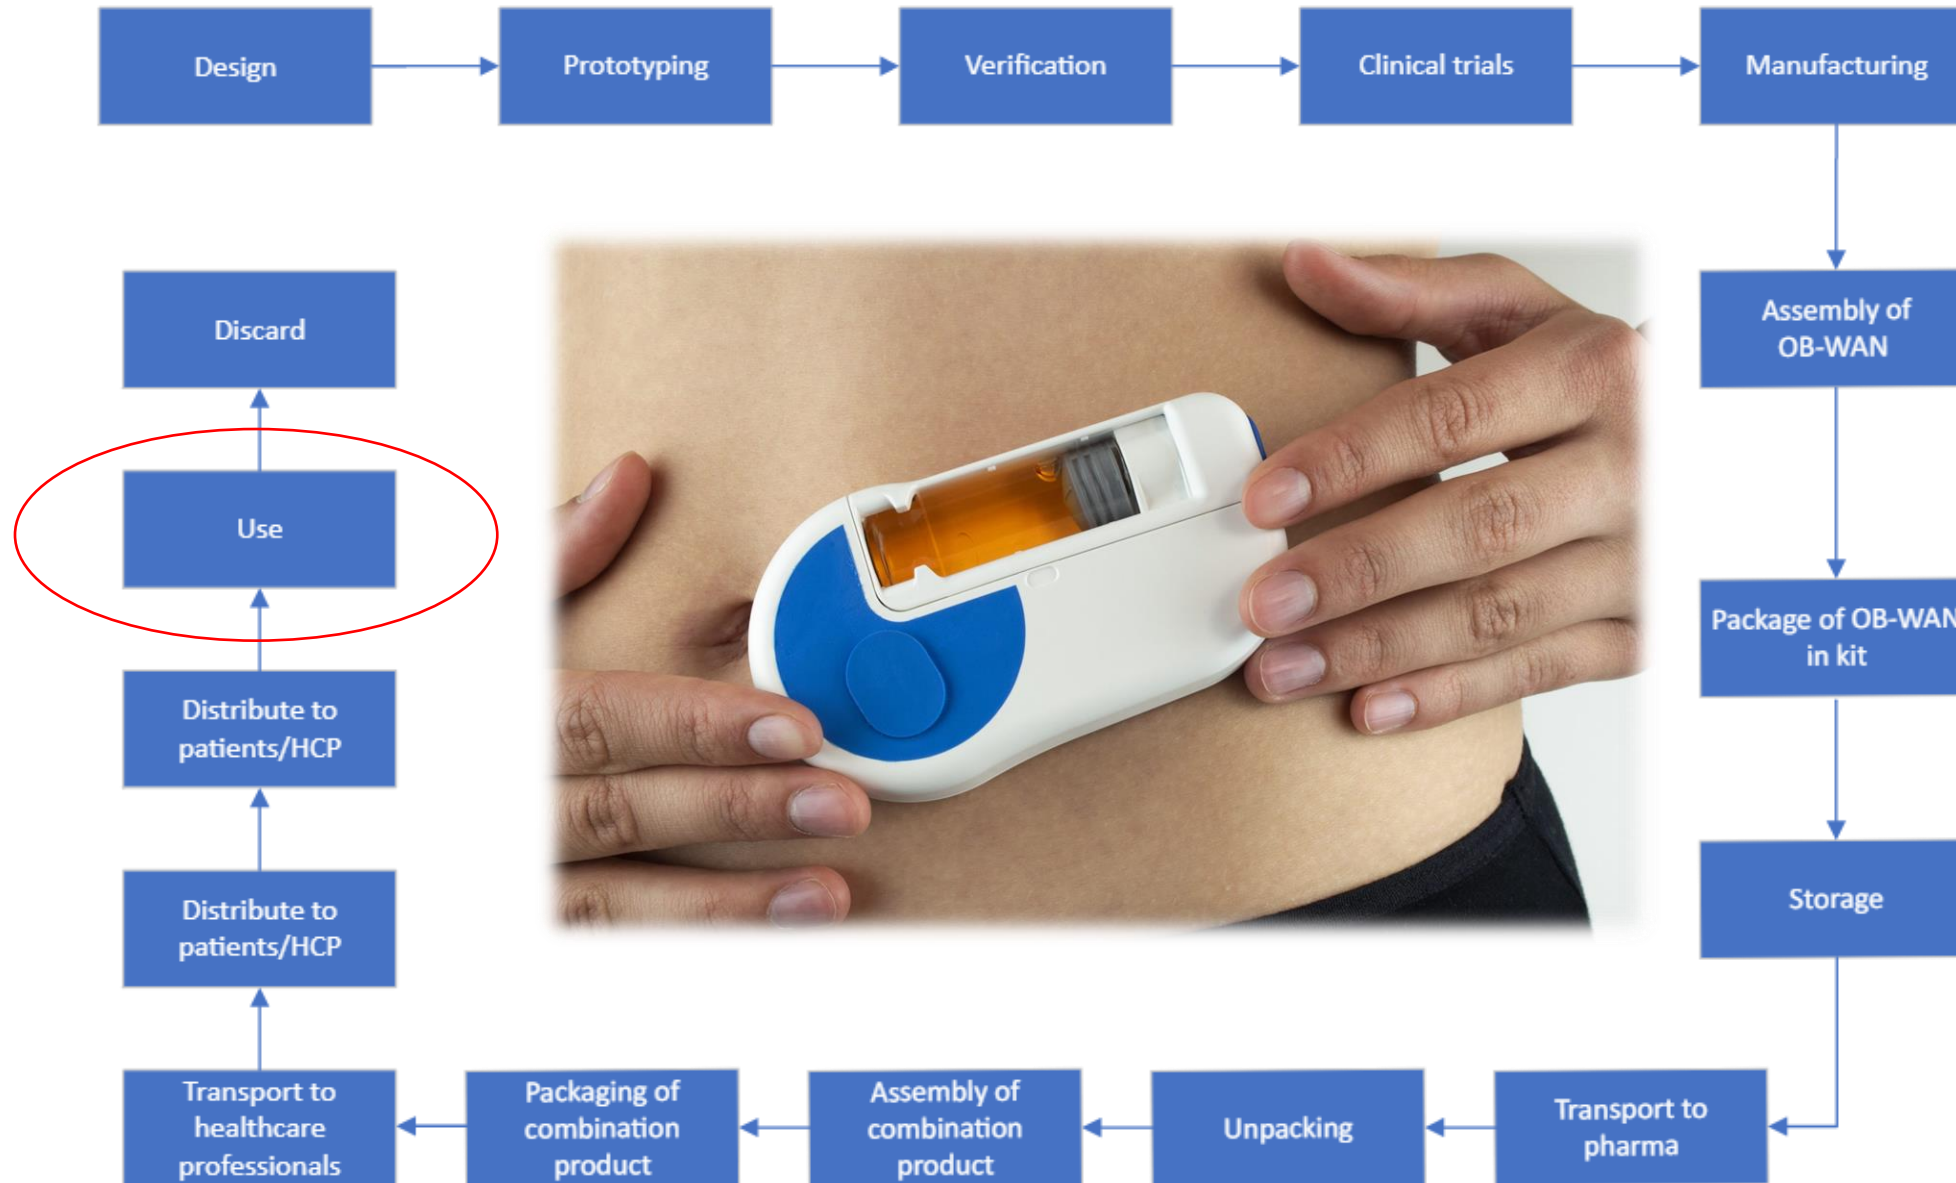 Design
Prototyping
Verification
Clinical trials
Manufacturing
Assembly of
OB-WAN
Package of OB-WAN
in kit
Storage
Transport to
pharma
Unpacking
Assembly of
combination
product
Packaging of
combination
product
Transport to
healthcare
professionals
Distribute to
patients/HCP
Distribute to
patients/HCP
Use
Discard